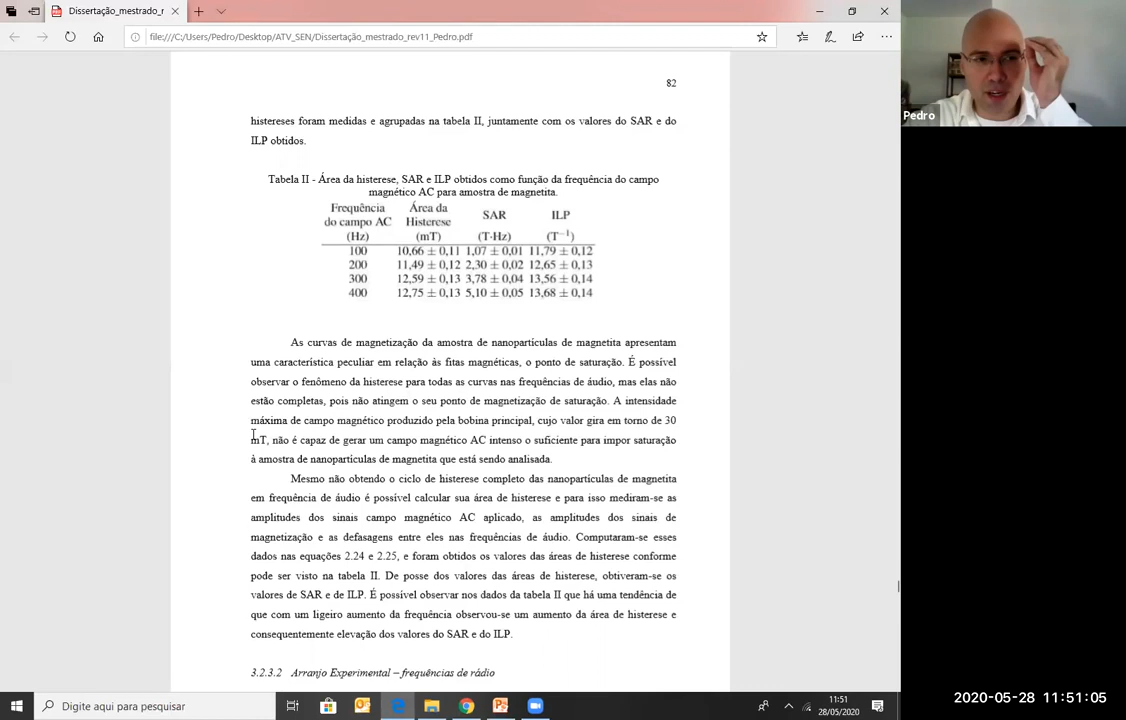 Dissertação_mestrado_r
file:///C:/Users/Pedro/Desktop/ATV_SEN/Dissertação_mestrado_rev11_Pedro.pdf
Pedro
82
histereses foram medidas e agrupadas na tabela II, juntamente com os valores do SAR e do
ILP obtidos.
Tabela II - Área da histerese, SAR e ILP obtidos como função da frequência do campo
magnético AC para amostra de magnetita.
Frequência Área da SAR ILP
do campo AC Histerese
(Hz) (mT) (T·Hz) (T⁻¹)
100 10,66 ± 0,11 1,07 ± 0,01 11,79 ± 0,12
200 11,49 ± 0,12 2,30 ± 0,02 12,65 ± 0,13
300 12,59 ± 0,13 3,78 ± 0,04 13,56 ± 0,14
400 12,75 ± 0,13 5,10 ± 0,05 13,68 ± 0,14
As curvas de magnetização da amostra de nanopartículas de magnetita apresentam
uma característica peculiar em relação às fitas magnéticas, o ponto de saturação. É possível
observar o fenômeno da histerese para todas as curvas nas frequências de áudio, mas elas não
estão completas, pois não atingem o seu ponto de magnetização de saturação. A intensidade
máxima de campo magnético produzido pela bobina principal, cujo valor gira em torno de 30
mT, não é capaz de gerar um campo magnético AC intenso o suficiente para impor saturação
à amostra de nanopartículas de magnetita que está sendo analisada.
Mesmo não obtendo o ciclo de histerese completo das nanopartículas de magnetita
em frequência de áudio é possível calcular sua área de histerese e para isso mediram-se as
amplitudes dos sinais campo magnético AC aplicado, as amplitudes dos sinais de
magnetização e as defasagens entre eles nas frequências de áudio. Computaram-se esses
dados nas equações 2.24 e 2.25, e foram obtidos os valores das áreas de histerese conforme
pode ser visto na tabela II. De posse dos valores das áreas de histerese, obtiveram-se os
valores de SAR e de ILP. É possível observar nos dados da tabela II que há uma tendência de
que com um ligeiro aumento da frequência observou-se um aumento da área de histerese e
consequentemente elevação dos valores do SAR e do ILP.
3.2.3.2 Arranjo Experimental – frequências de rádio
Digite aqui para pesquisar
11:51
28/05/2020
2020-05-28 11:51:05